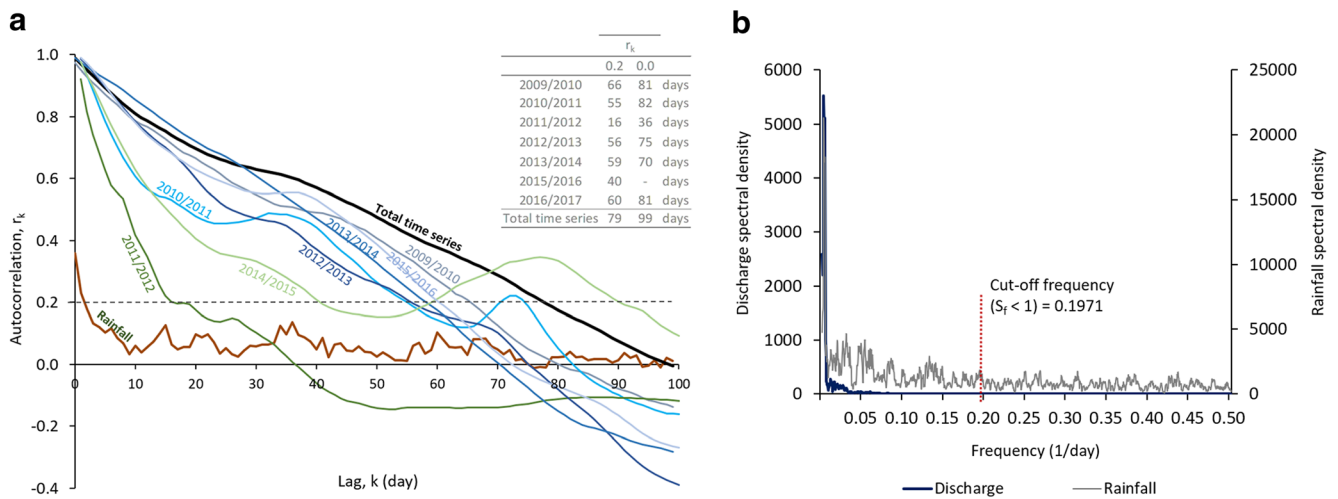 a
b
r_k
0.2 0.0
2009/2010 66 81 days
2010/2011 55 82 days
2011/2012 16 36 days
2012/2013 56 75 days
2013/2014 59 70 days
2015/2016 40 - days
2016/2017 60 81 days
Total time series 79 99 days
1.0
0.8
0.6
0.4
0.2
0.0
-0.2
-0.4
Autocorrelation, r_k
0 10 20 30 40 50 60 70 80 90 100
Lag, k (day)
2010/2011
2011/2012
2014/2015
2012/2013
2013/2014
2015/2016
2009/2010
Total time series
Rainfall
6000
5000
4000
3000
2000
1000
0
Discharge spectral density
25000
20000
15000
10000
5000
0
Rainfall spectral density
Cut-off frequency
(S_f < 1) = 0.1971
0.05 0.10 0.15 0.20 0.25 0.30 0.35 0.40 0.45 0.50
Frequency (1/day)
Discharge Rainfall